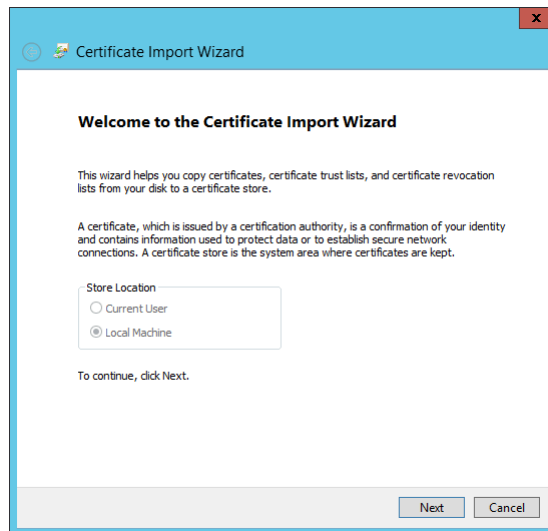 x
Certificate Import Wizard
Welcome to the Certificate Import Wizard
This wizard helps you copy certificates, certificate trust lists, and certificate revocation
lists from your disk to a certificate store.
A certificate, which is issued by a certification authority, is a confirmation of your identity
and contains information used to protect data or to establish secure network
connections. A certificate store is the system area where certificates are kept.
Store Location
Current User
Local Machine
To continue, click Next.
Next Cancel